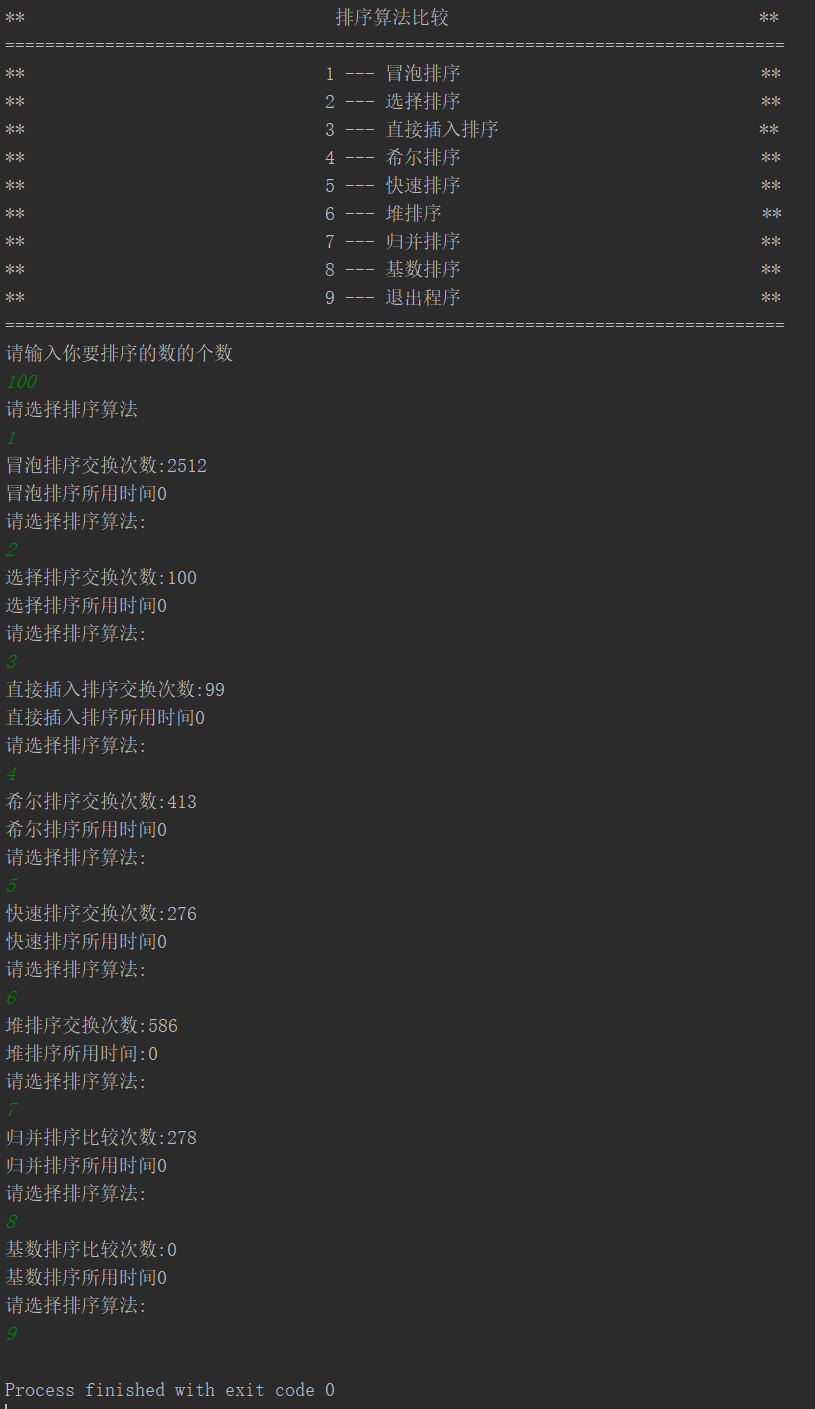 ** 排序算法比较 **
==============================================================================
** 1 --- 冒泡排序 **
** 2 --- 选择排序 **
** 3 --- 直接插入排序 **
** 4 --- 希尔排序 **
** 5 --- 快速排序 **
** 6 --- 堆排序 **
** 7 --- 归并排序 **
** 8 --- 基数排序 **
** 9 --- 退出程序 **
==============================================================================
请输入你要排序的数的个数
100
请选择排序算法
1
冒泡排序交换次数:2512
冒泡排序所用时间0
请选择排序算法:
2
选择排序交换次数:100
选择排序所用时间0
请选择排序算法:
3
直接插入排序交换次数:99
直接插入排序所用时间0
请选择排序算法:
4
希尔排序交换次数:413
希尔排序所用时间0
请选择排序算法:
5
快速排序交换次数:276
快速排序所用时间0
请选择排序算法:
6
堆排序交换次数:586
堆排序所用时间:0
请选择排序算法:
7
归并排序比较次数:278
归并排序所用时间0
请选择排序算法:
8
基数排序比较次数:0
基数排序所用时间0
请选择排序算法:
9
Process finished with exit code 0